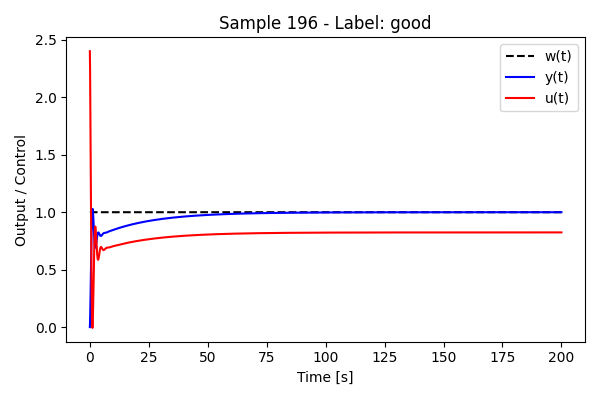 Sample 196 - Label: good
2.5
2.0
1.5
1.0
0.5
0.0
Output / Control
w(t)
y(t)
u(t)
0 25 50 75 100 125 150 175 200
Time [s]